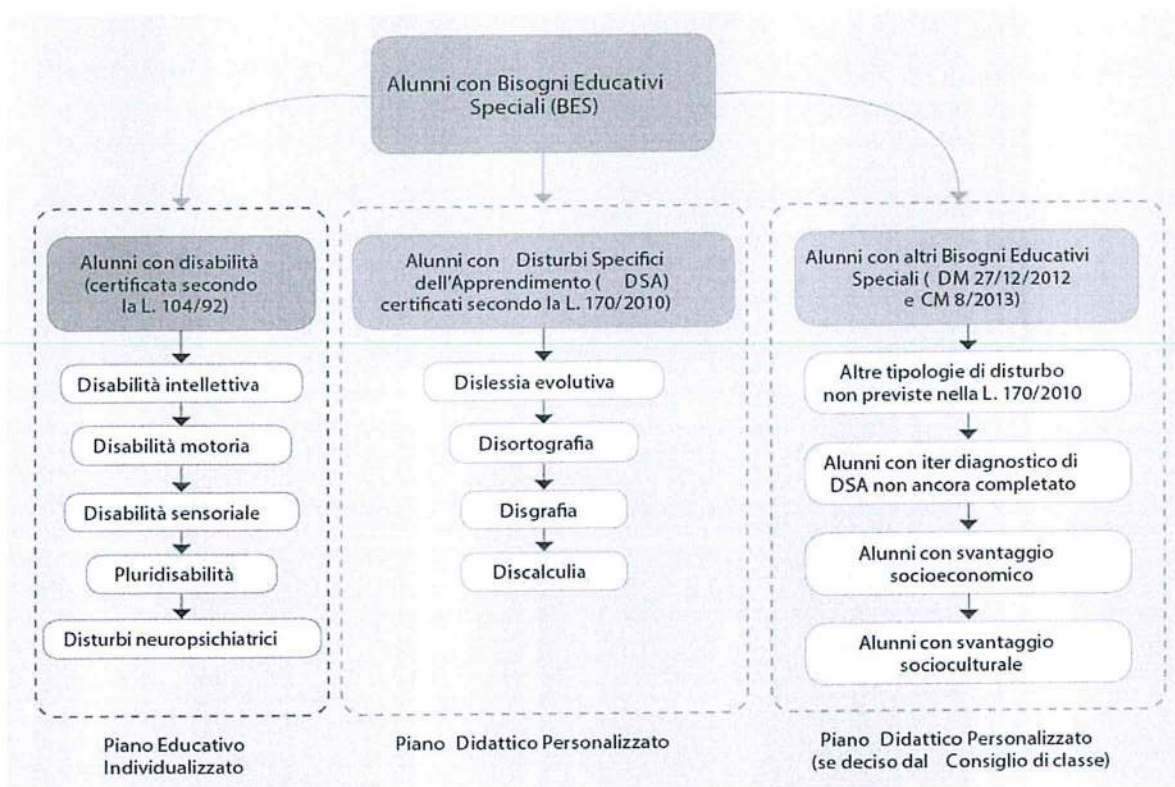 Alunni con Bisogni Educativi
Speciali (BES)
Alunni con disabilità
(certificata secondo
la L. 104/92)
Disabilità intellettiva
Disabilità motoria
Disabilità sensoriale
Pluridisabilità
Disturbi neuropsichiatrici
Piano Educativo
Individualizzato
Alunni con Disturbi Specifici
dell'Apprendimento ( DSA)
certificati secondo la L. 170/2010)
Dislessia evolutiva
Disortografia
Disgrafia
Discalculia
Piano Didattico Personalizzato
Alunni con altri Bisogni Educativi
Speciali ( DM 27/12/2012
e CM 8/2013)
Altre tipologie di disturbo
non previste nella L. 170/2010
Alunni con iter diagnostico di
DSA non ancora completato
Alunni con svantaggio
socioeconomico
Alunni con svantaggio
socioculturale
Piano Didattico Personalizzato
(se deciso dal Consiglio di classe)